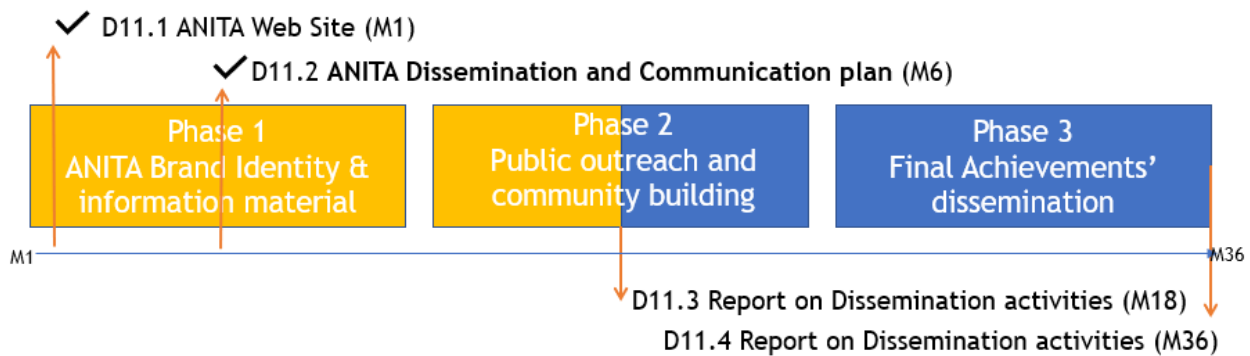 D11.1 ANITA Web Site (M1)
D11.2 ANITA Dissemination and Communication plan (M6)
Phase 1
ANITA Brand Identity &
information material
Phase 2
Public outreach and
community building
Phase 3
Final Achievements’
dissemination
M1
M36
D11.3 Report on Dissemination activities (M18)
D11.4 Report on Dissemination activities (M36)